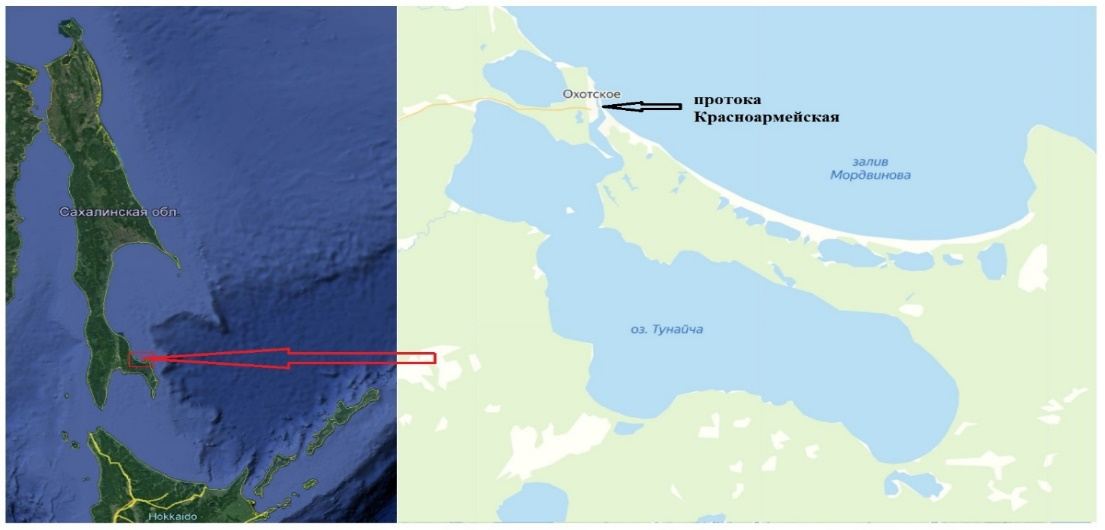 Сахалинская обл.
Hokkaido
Охотское
протока
Красноармейская
залив
Мордвинова
оз. Тунайча